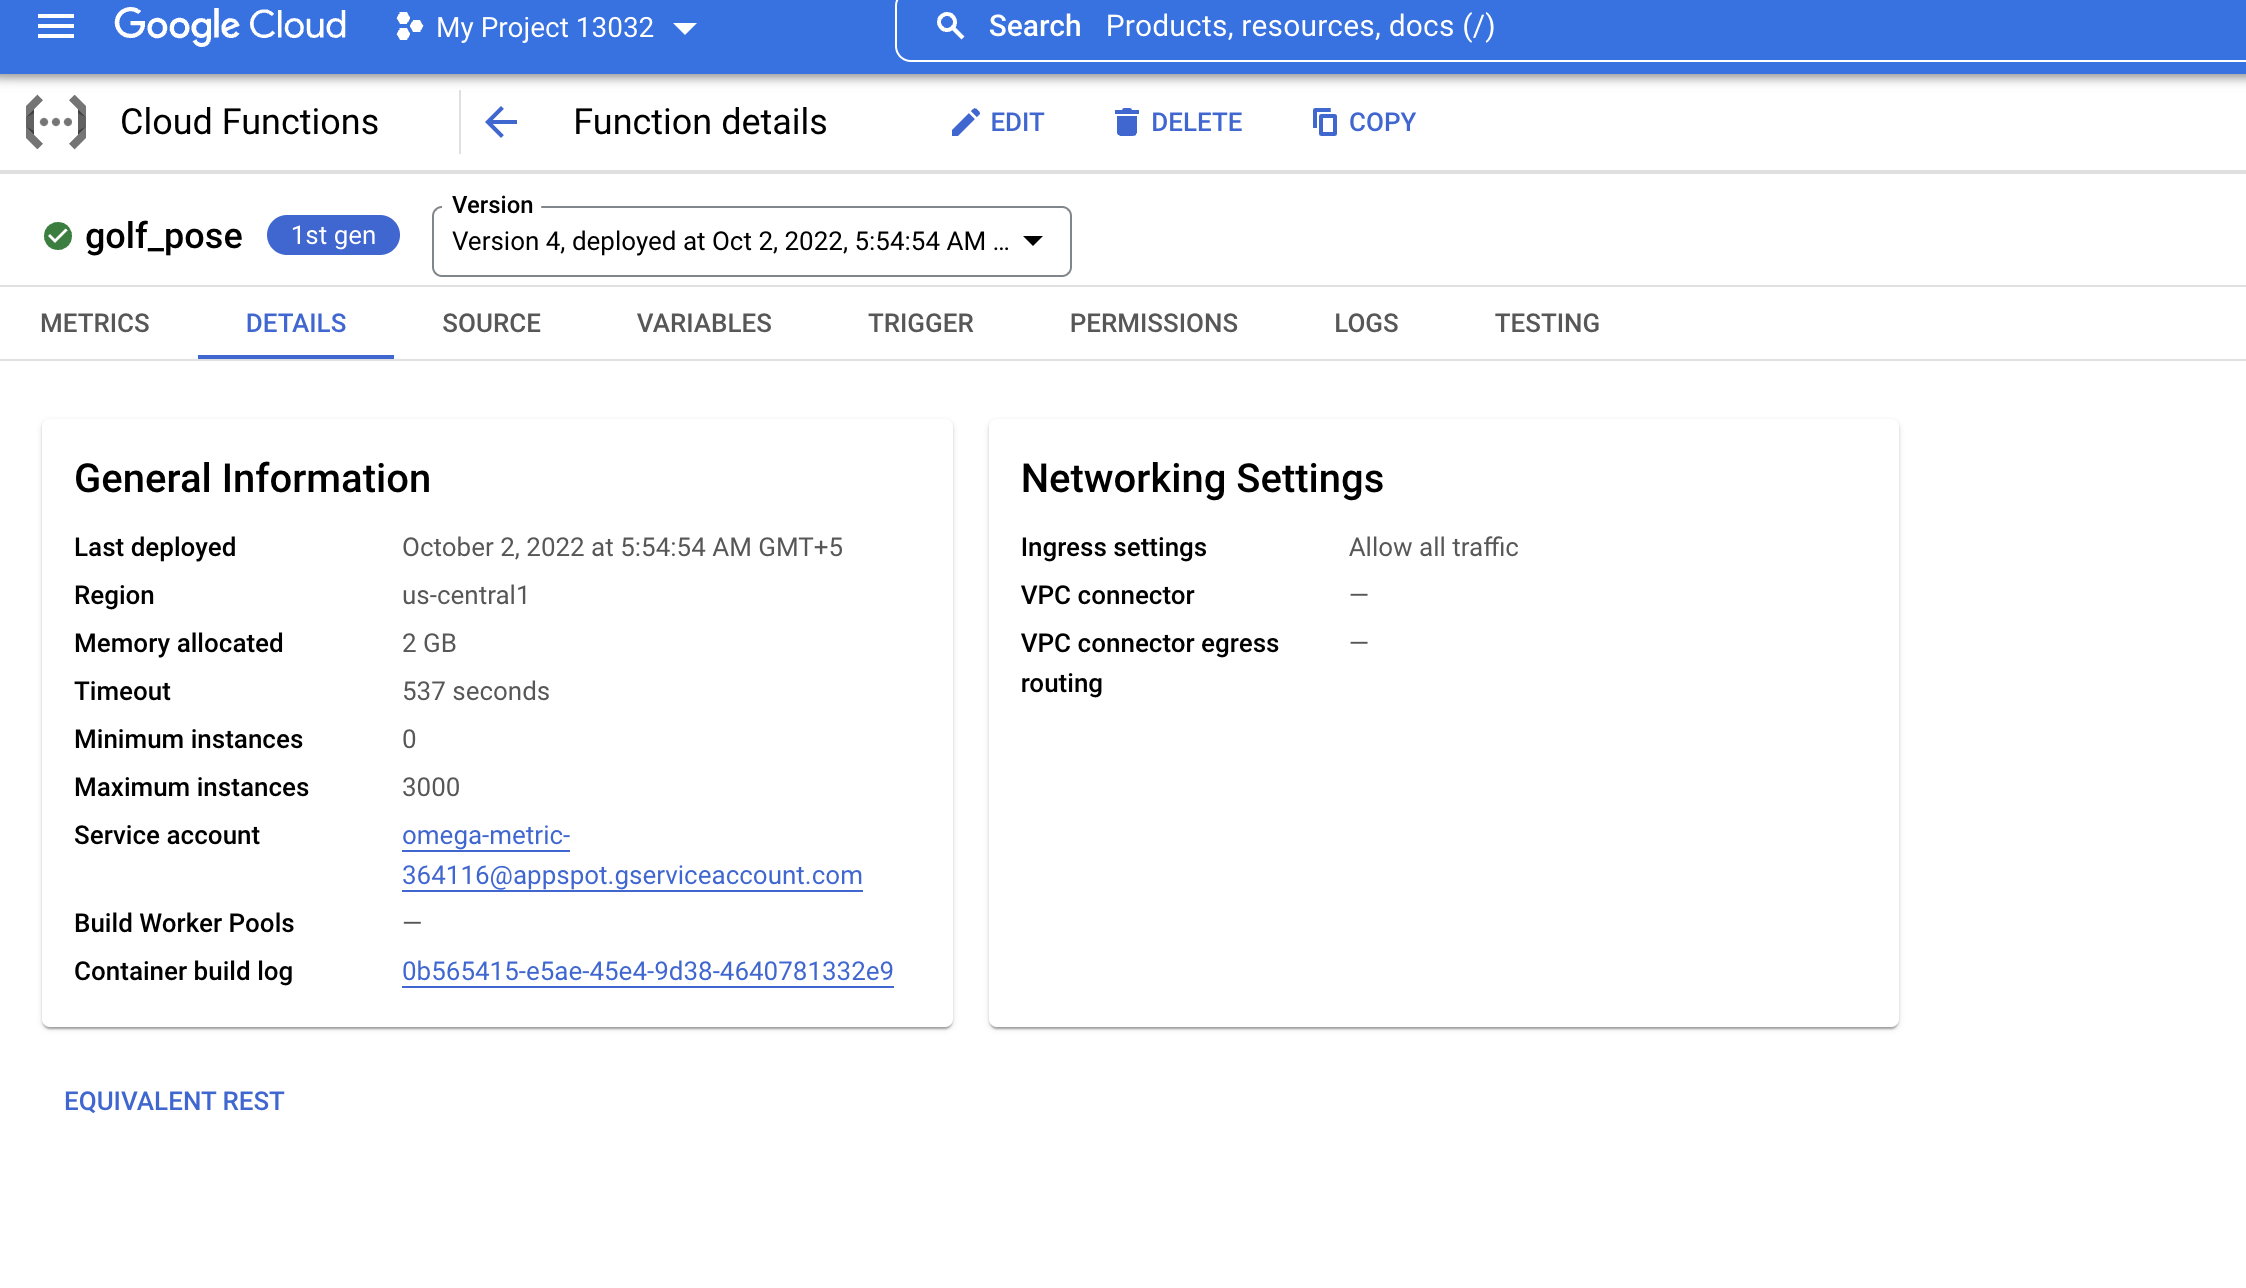 Google Cloud My Project 13032 Search Products, resources, docs (/)
Cloud Functions Function details EDIT DELETE COPY
Version
golf_pose 1st gen Version 4, deployed at Oct 2, 2022, 5:54:54 AM ...
METRICS DETAILS SOURCE VARIABLES TRIGGER PERMISSIONS LOGS TESTING
General Information
Last deployed October 2, 2022 at 5:54:54 AM GMT+5
Region us-central1
Memory allocated 2 GB
Timeout 537 seconds
Minimum instances 0
Maximum instances 3000
Service account omega-metric-
364116@appspot.gserviceaccount.com
Build Worker Pools —
Container build log 0b565415-e5ae-45e4-9d38-4640781332e9
Networking Settings
Ingress settings Allow all traffic
VPC connector —
VPC connector egress —
routing
EQUIVALENT REST